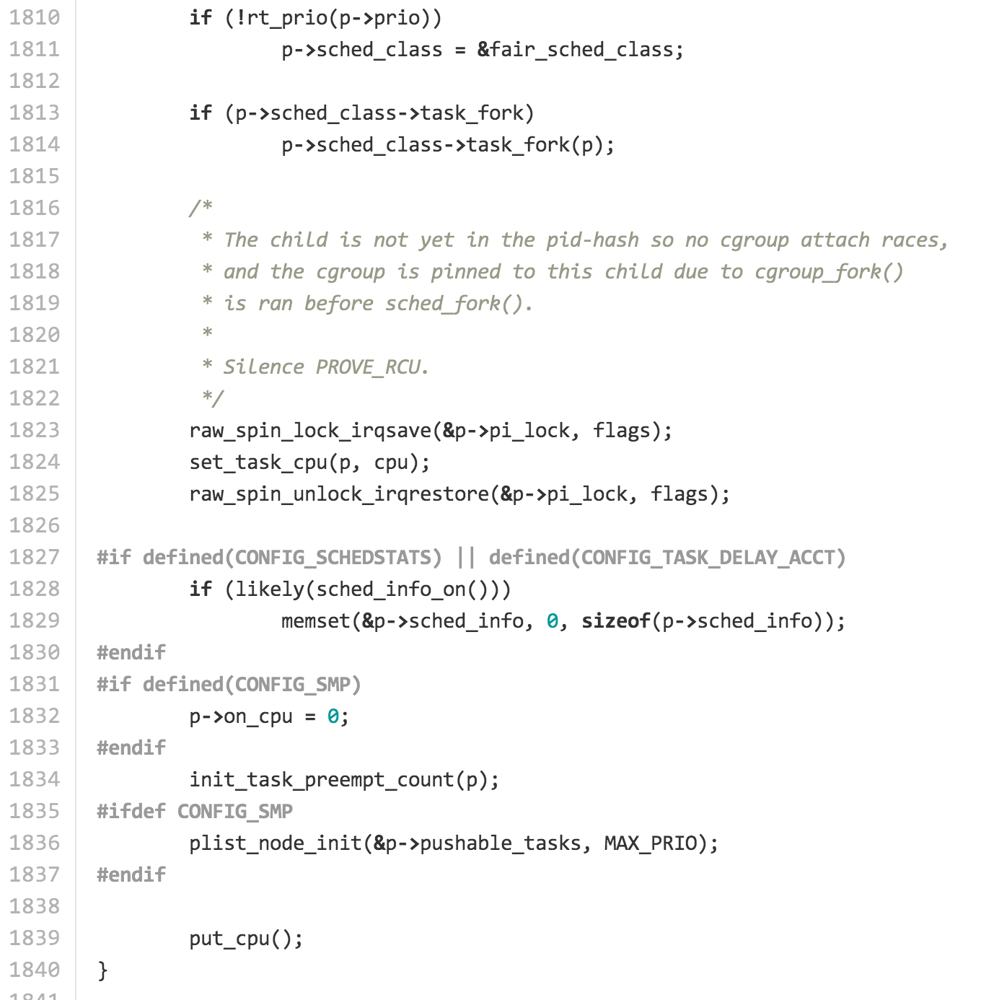 1810 if (!rt_prio(p->prio))
1811 p->sched_class = &fair_sched_class;
1812
1813 if (p->sched_class->task_fork)
1814 p->sched_class->task_fork(p);
1815
1816 /*
1817 * The child is not yet in the pid-hash so no cgroup attach races,
1818 * and the cgroup is pinned to this child due to cgroup_fork()
1819 * is ran before sched_fork().
1820 *
1821 * Silence PROVE_RCU.
1822 */
1823 raw_spin_lock_irqsave(&p->pi_lock, flags);
1824 set_task_cpu(p, cpu);
1825 raw_spin_unlock_irqrestore(&p->pi_lock, flags);
1826
1827 #if defined(CONFIG_SCHEDSTATS) || defined(CONFIG_TASK_DELAY_ACCT)
1828 if (likely(sched_info_on()))
1829 memset(&p->sched_info, 0, sizeof(p->sched_info));
1830 #endif
1831 #if defined(CONFIG_SMP)
1832 p->on_cpu = 0;
1833 #endif
1834 init_task_preempt_count(p);
1835 #ifdef CONFIG_SMP
1836 plist_node_init(&p->pushable_tasks, MAX_PRIO);
1837 #endif
1838
1839 put_cpu();
1840 }
1841